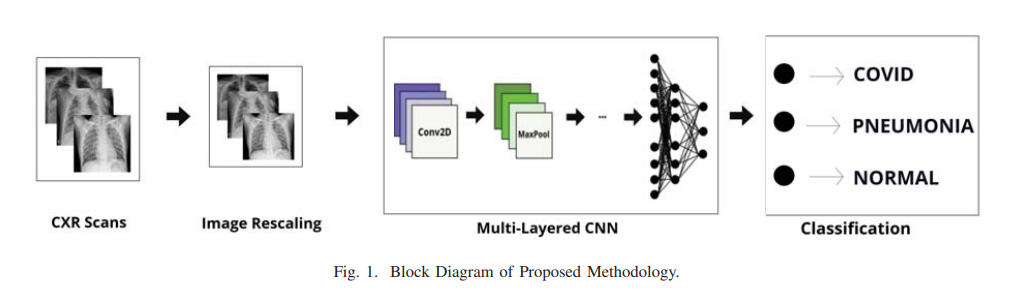 CXR Scans
Image Rescaling
Conv2D
MaxPool
...
Multi-Layered CNN
COVID
PNEUMONIA
NORMAL
Classification
Fig. 1. Block Diagram of Proposed Methodology.